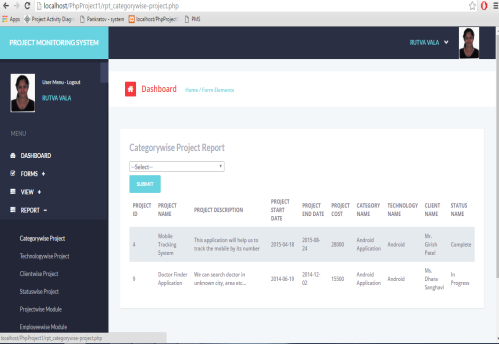 localhost/PhpProject1/rpt_categorywise-project.php
Apps
Project Activity Diag
Pankratov - system
localhost/PhpProject
PMS
PROJECT MONITORING SYSTEM
RUTVA VALA
User Menu - Logout
RUTVA VALA
MENU
DASHBOARD
FORMS +
VIEW +
REPORT -
Categorywise Project
Technologywise Project
Clientwise Project
Statuswise Project
Projectwise Module
Employeewise Module
Dashboard
Home / Form Elements
Categorywise Project Report
--Select--
SUBMIT
PROJECT ID PROJECT NAME PROJECT DESCRIPTION PROJECT START DATE PROJECT END DATE PROJECT COST CATEGORY NAME TECHNOLOGY NAME CLIENT NAME STATUS NAME
4 Mobile Tracking System This application will help us to track the mobile by its number 2015-04-18 2015-08-24 28000 Android Application Android Mr. Girish Patel Complete
9 Doctor Finder Application We can search doctor in unknown city, area etc... 2014-06-19 2014-12-02 15500 Android Application Android Ms. Dhara Sanghavi In Progress
localhost/PhpProject1/rpt_categorywise-project.php